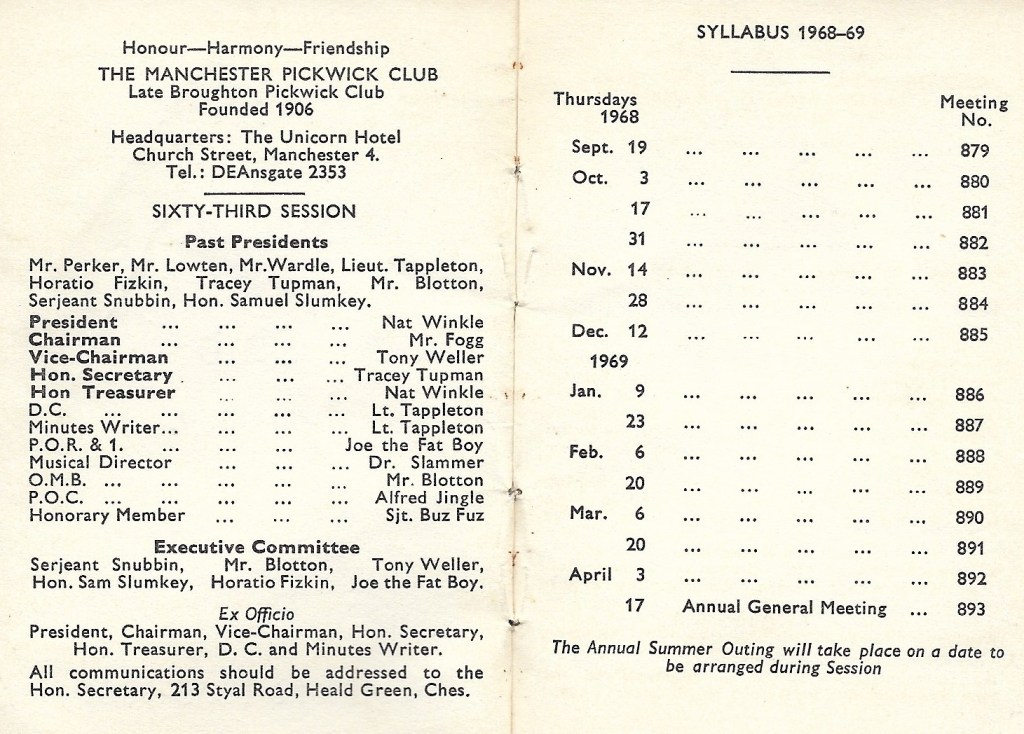 Honour—Harmony—Friendship
THE MANCHESTER PICKWICK CLUB
Late Broughton Pickwick Club
Founded 1906
Headquarters: The Unicorn Hotel
Church Street, Manchester 4.
Tel.: DEAnsgate 2353
SIXTY-THIRD SESSION
Past Presidents
Mr. Perker, Mr. Lowten, Mr.Wardle, Lieut. Tappleton,
Horatio Fizkin, Tracey Tupman, Mr. Blotton,
Serjeant Snubbin, Hon. Samuel Slumkey.
President ... ... ... ... Nat Winkle
Chairman ... ... ... ... Mr. Fogg
Vice-Chairman ... ... ... Tony Weller
Hon. Secretary . ... ... ... Tracey Tupman
Hon Treasurer ... ... ... Nat Winkle
D.C. ... ... ... ... ... Lt. Tappleton
Minutes Writer... ... ... ... Lt. Tappleton
P.O.R. & 1. ... ... ... Joe the Fat Boy
Musical Director ... ... ... Dr. Slammer
O.M.B. ... ... ... ... ... Mr. Blotton
P.O.C. ... ... ... ... ... Alfred Jingle
Honorary Member ... ... ... Sjt. Buz Fuz
Executive Committee
Serjeant Snubbin, Mr. Blotton, Tony Weller,
Hon. Sam Slumkey, Horatio Fizkin, Joe the Fat Boy.
Ex Officio
President, Chairman, Vice-Chairman, Hon. Secretary,
Hon. Treasurer, D. C. and Minutes Writer.
All communications should be addressed to the
Hon. Secretary, 213 Styal Road, Heald Green, Ches.
SYLLABUS 1968–69
Thursdays Meeting
1968 No.
Sept. 19 ... ... ... ... ... 879
Oct. 3 ... ... ... ... ... 880
17 ... ... ... ... ... 881
31 ... ... ... ... ... 882
Nov. 14 ... ... ... ... ... 883
28 ... ... ... ... ... 884
Dec. 12 ... ... ... ... ... 885
1969
Jan. 9 ... ... ... ... ... 886
23 ... ... ... ... ... 887
Feb. 6 ... ... ... ... ... 888
20 ... ... ... ... ... 889
Mar. 6 ... ... ... ... ... 890
20 ... ... ... ... ... 891
April 3 ... ... ... ... ... 892
17 Annual General Meeting ... 893
The Annual Summer Outing will take place on a date to
be arranged during Session